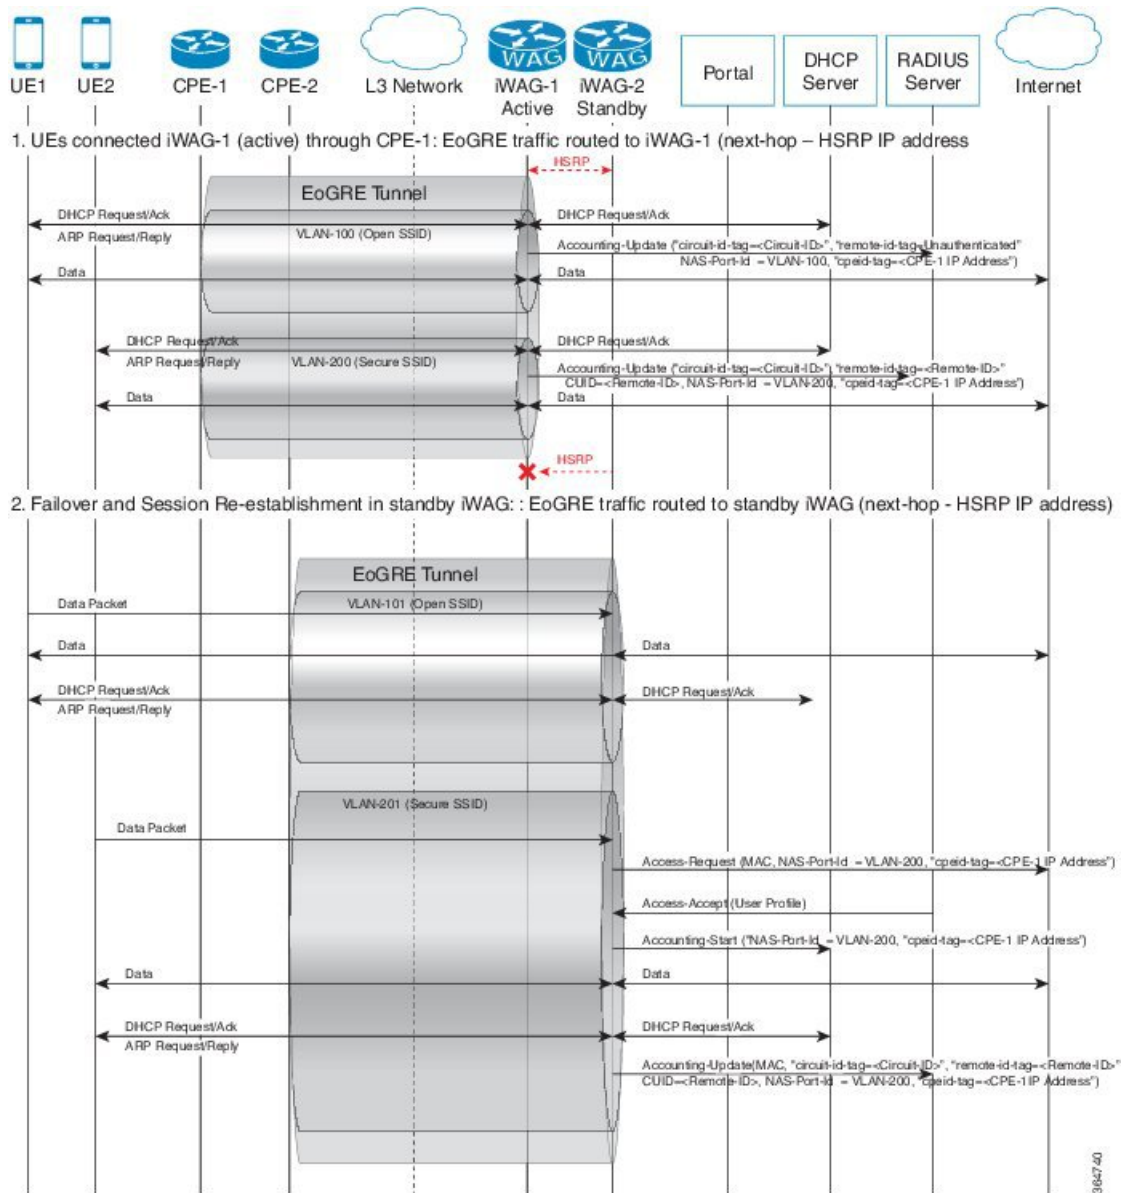 UE1 UE2 CPE-1 CPE-2 L3 Network iWAG-1 Active iWAG-2 Standby Portal DHCP Server RADIUS Server Internet
WAG WAG
1. UEs connected iWAG-1 (active) through CPE-1: EoGRE traffic routed to iWAG-1 (next-hop – HSRP IP address
HSRP
EoGRE Tunnel
DHCP Request/Ack
DHCP Request/Ack
ARP Request/Reply
VLAN-100 (Open SSID)
Accounting-Update ("circuit-id-tag=<Circuit-ID>", "remote-id-tag=Unauthenticated"
NAS-Port-Id = VLAN-100, "cpeid-tag=<CPE-1 IP Address")
Data
Data
DHCP Request/Ack
DHCP Request/Ack
ARP Request/Reply
VLAN-200 (Secure SSID)
Accounting-Update ("circuit-id-tag=<Circuit-ID>", "remote-id-tag=<Remote-ID>"
CUID=<Remote-ID>, NAS-Port-Id = VLAN-200, "cpeid-tag=<CPE-1 IP Address")
Data
Data
HSRP
2. Failover and Session Re-establishment in standby iWAG: : EoGRE traffic routed to standby iWAG (next-hop - HSRP IP address)
EoGRE Tunnel
Data Packet
VLAN-101 (Open SSID)
Data
Data
DHCP Request/Ack
DHCP Request/Ack
ARP Request/Reply
VLAN-201 (Secure SSID)
Data Packet
Access-Request (MAC, NAS-Port-Id = VLAN-200, "cpeid-tag=<CPE-1 IP Address")
Access-Accept (User Profile)
Accounting-Start ("NAS-Port-Id = VLAN-200, "cpeid-tag=<CPE-1 IP Address")
Data
Data
DHCP Request/Ack
DHCP Request/Ack
ARP Request/Reply
Accounting-Update(MAC, "circuit-id-tag=<Circuit-ID>", "remote-id-tag=<Remote-ID>"
CUID=<Remote-ID>, NAS-Port-Id = VLAN-200, "cpeid-tag=<CPE-1IP Address")
364740